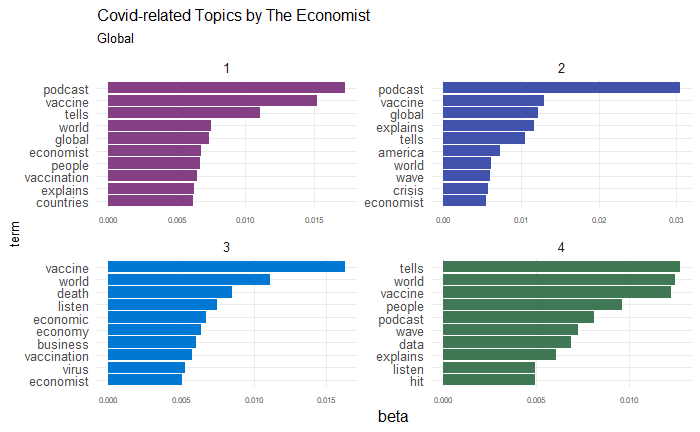 Covid-related Topics by The Economist
Global
1
podcast
vaccine
tells
world
global
economist
people
vaccination
explains
countries
0.000 0.005 0.010 0.015
2
podcast
vaccine
global
explains
tells
america
world
wave
crisis
economist
0.00 0.01 0.02 0.03
term
3
vaccine
world
death
listen
economic
economy
business
vaccination
virus
economist
0.000 0.005 0.010 0.015
4
tells
world
vaccine
people
podcast
wave
data
explains
listen
hit
0.000 0.005 0.010
beta